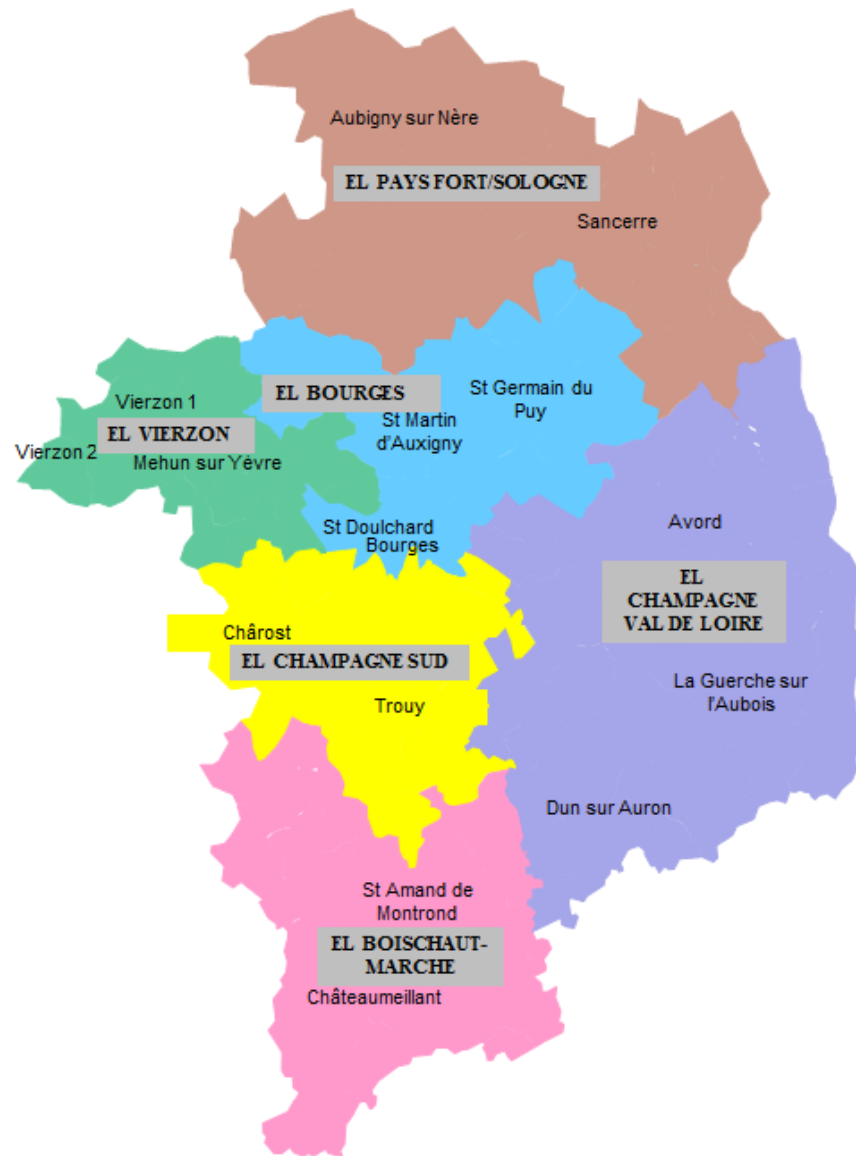 Aubigny sur Nère
EL PAYS FORT/SOLOGNE
Sancerre
EL BOURGES
St Germain du
Puy
St Martin
d'Auxigny
Vierzon 1
EL VIERZON
Vierzon 2
Mehun sur Yèvre
St Doulchard
Bourges
Avord
EL
CHAMPAGNE
VAL DE LOIRE
Chârost
EL CHAMPAGNE SUD
Trouy
La Guerche sur
l'Aubois
Dun sur Auron
St Amand de
Montrond
EL BOISCHAUT-
MARCHE
Châteaumeillant